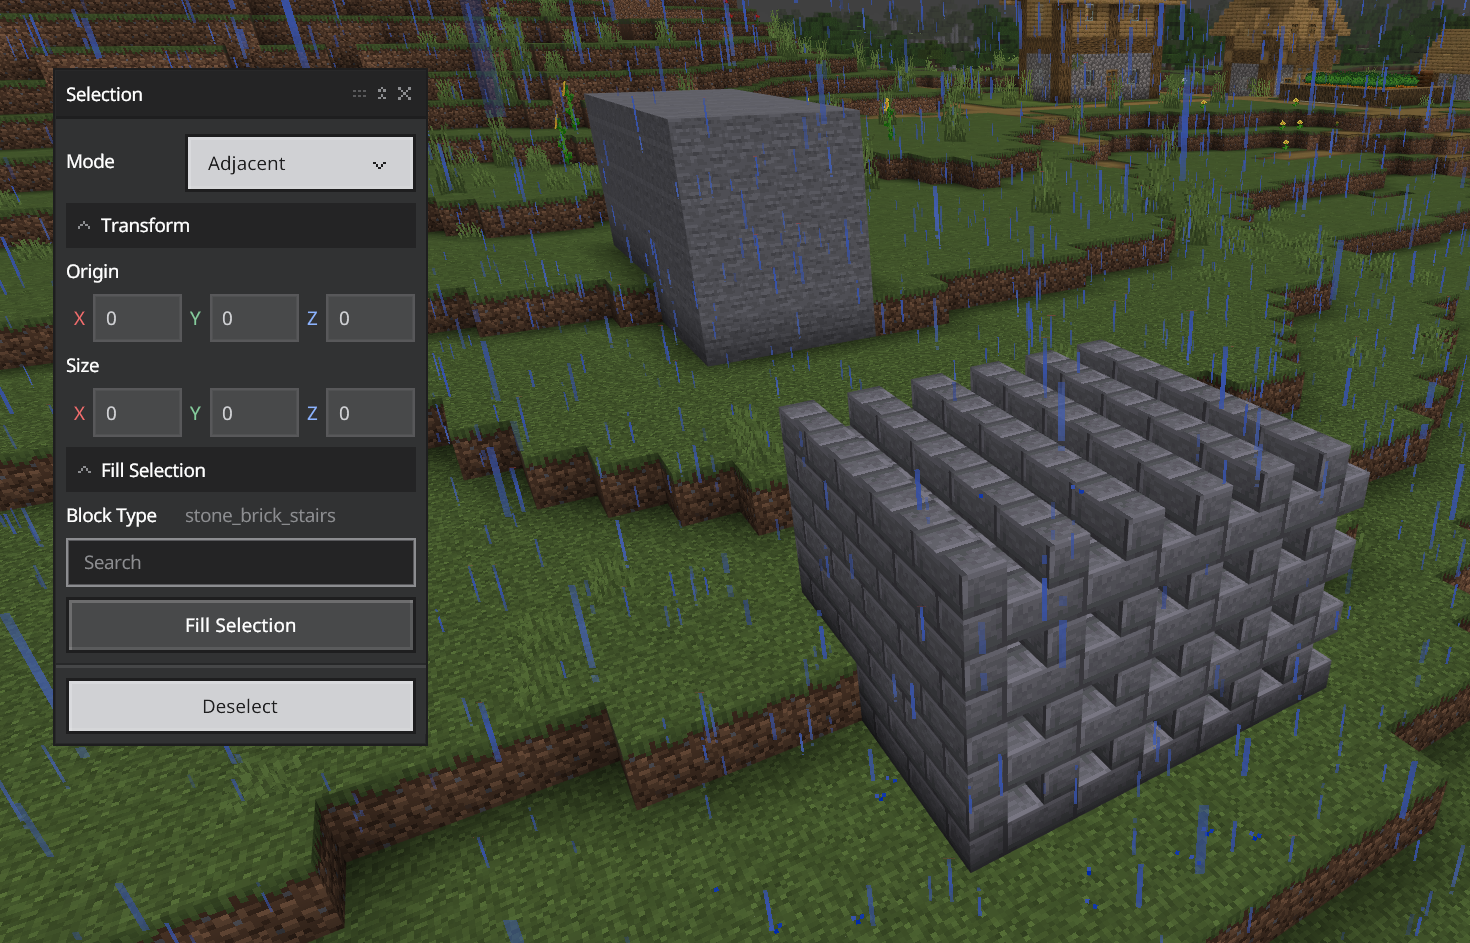 Selection
Mode Adjacent
Transform
Origin
X 0 Y 0 Z 0
Size
X 0 Y 0 Z 0
Fill Selection
Block Type stone_brick_stairs
Search
Fill Selection
Deselect